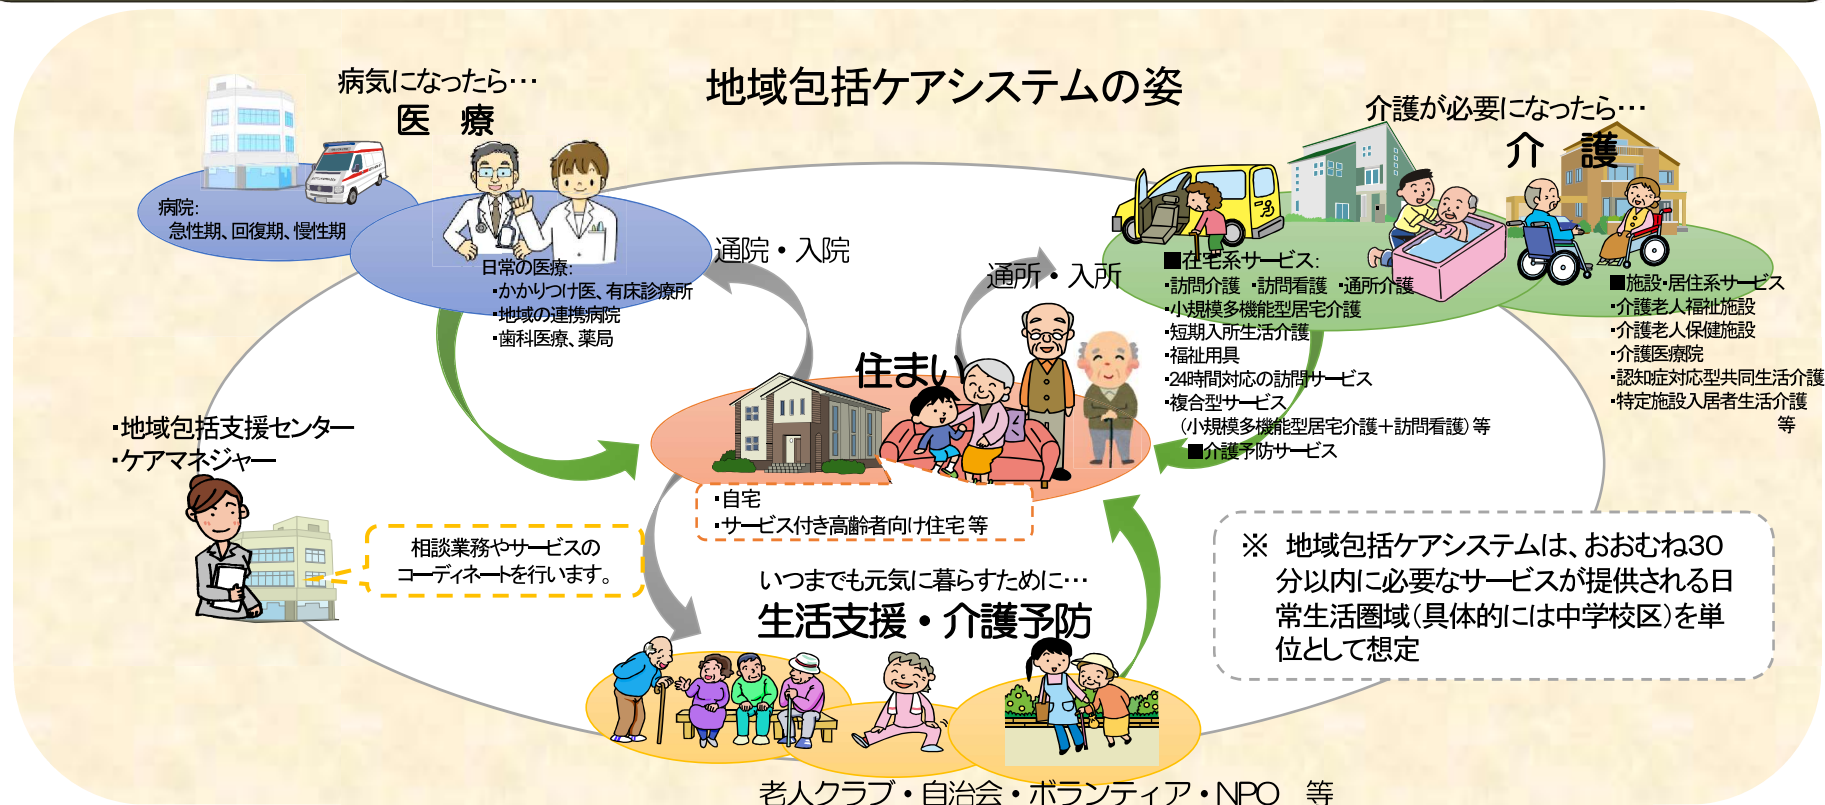 地域包括ケアシステムの姿
病気になったら…
医 療
病院:
急性期、回復期、慢性期
日常の医療:
・かかりつけ医、有床診療所
・地域の連携病院
・歯科医療、薬局
通院・入院
通所・入所
介護が必要になったら…
介 護
■在宅系サービス:
・訪問介護 ・訪問看護 ・通所介護
・小規模多機能型居宅介護
・短期入所生活介護
・福祉用具
・24時間対応の訪問サービス
・複合型サービス
(小規模多機能型居宅介護+訪問看護) 等
■介護予防サービス
■施設・居住系サービス
・介護老人福祉施設
・介護老人保健施設
・介護医療院
・認知症対応型共同生活介護
・特定施設入居者生活介護
等
住まい
・自宅
・サービス付き高齢者向け住宅 等
・地域包括支援センター
・ケアマネジャー
相談業務やサービスの
コーディネートを行います。
いつまでも元気に暮らすために…
生活支援・介護予防
老人クラブ・自治会・ボランティア・NPO 等
※ 地域包括ケアシステムは、おおむね30
分以内に必要なサービスが提供される日
常生活圏域(具体的には中学校区)を単
位として想定